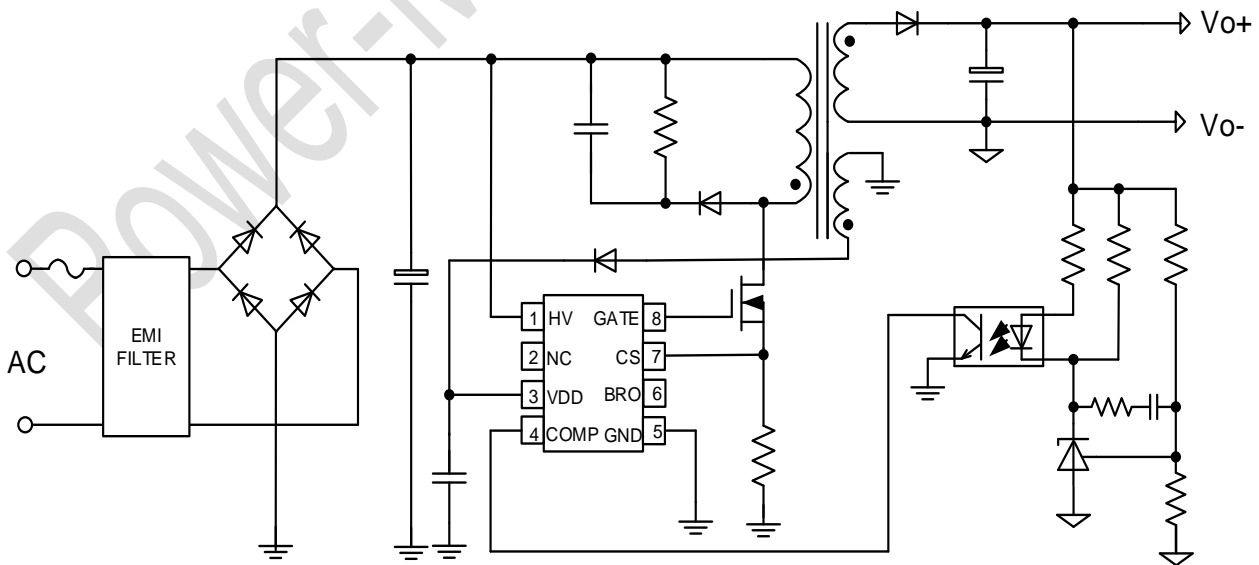 Power-M
Vo+
Vo-
AC
EMI
FILTER
1 HV GATE 8
2 NC CS 7
3 VDD BRO 6
4 COMP GND 5